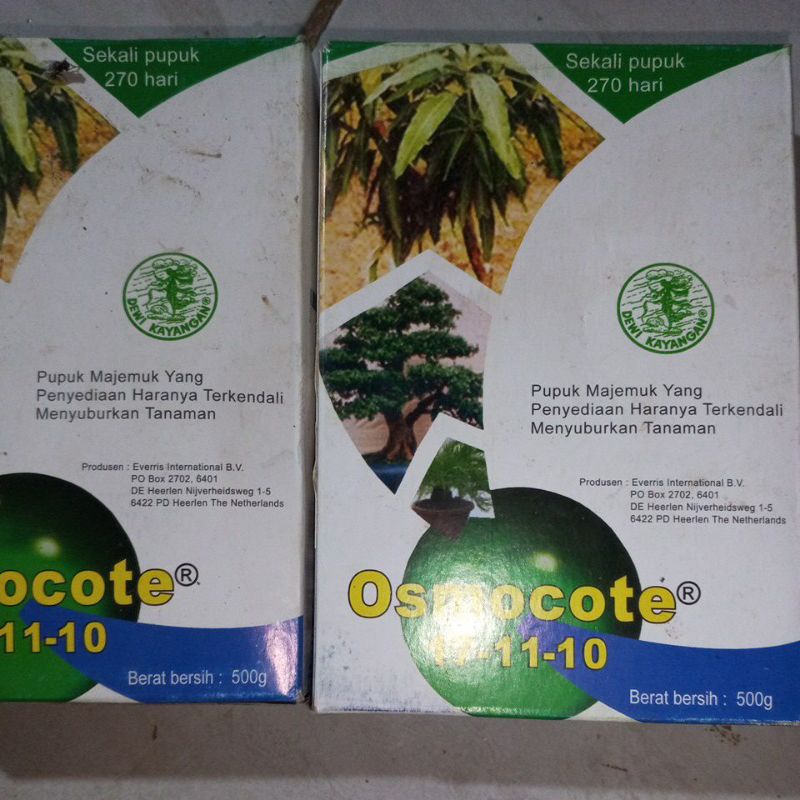 Sekali pupuk
270 hari
DEWI KAYANGAN®
Pupuk Majemuk Yang
Penyediaan Haranya Terkendali
Menyuburkan Tanaman
Produsen : Everris International B.V.
PO Box 2702, 6401
DE Heerlen Nijverheidsweg 1-5
6422 PD Heerlen The Netherlands
ocote®
11-10
Berat bersih : 500g
Sekali pupuk
270 hari
DEWI KAYANGAN®
Pupuk Majemuk Yang
Penyediaan Haranya Terkendali
Menyuburkan Tanaman
Produsen : Everris International B.V.
PO Box 2702, 6401
DE Heerlen Nijverheidsweg 1-5
6422 PD Heerlen The Netherlands
Osmocote®
17-11-10
Berat bersih : 500g